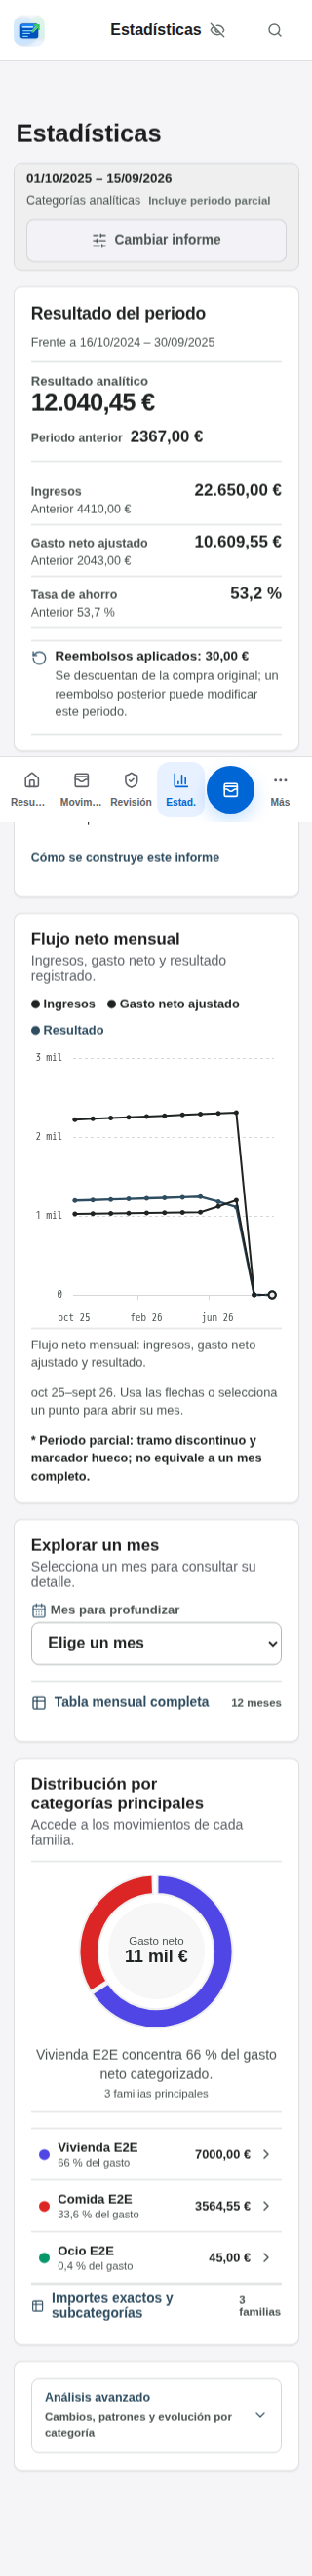 Estadísticas
Estadísticas
01/10/2025 – 15/09/2026
Categorías analíticas Incluye periodo parcial
Cambiar informe
Resultado del periodo
Frente a 16/10/2024 – 30/09/2025
Resultado analítico
12.040,45 €
Periodo anterior 2367,00 €
Ingresos 22.650,00 €
Anterior 4410,00 €
Gasto neto ajustado 10.609,55 €
Anterior 2043,00 €
Tasa de ahorro 53,2 %
Anterior 53,7 %
Reembolsos aplicados: 30,00 €
Se descuentan de la compra original; un
reembolso posterior puede modificar
este periodo.
Resu… Movim… Revisión Estad. Más
Cómo se construye este informe
Flujo neto mensual
Ingresos, gasto neto y resultado
registrado.
Ingresos Gasto neto ajustado
Resultado
3 mil
2 mil
1 mil
0
oct 25 feb 26 jun 26
Flujo neto mensual: ingresos, gasto neto
ajustado y resultado.
oct 25–sept 26. Usa las flechas o selecciona
un punto para abrir su mes.
* Periodo parcial: tramo discontinuo y
marcador hueco; no equivale a un mes
completo.
Explorar un mes
Selecciona un mes para consultar su
detalle.
Mes para profundizar
Elige un mes
Tabla mensual completa 12 meses
Distribución por
categorías principales
Accede a los movimientos de cada
familia.
Gasto neto
11 mil €
Vivienda E2E concentra 66 % del gasto
neto categorizado.
3 familias principales
Vivienda E2E 7000,00 €
66 % del gasto
Comida E2E 3564,55 €
33,6 % del gasto
Ocio E2E 45,00 €
0,4 % del gasto
Importes exactos y
subcategorías
3
familias
Análisis avanzado
Cambios, patrones y evolución por
categoría